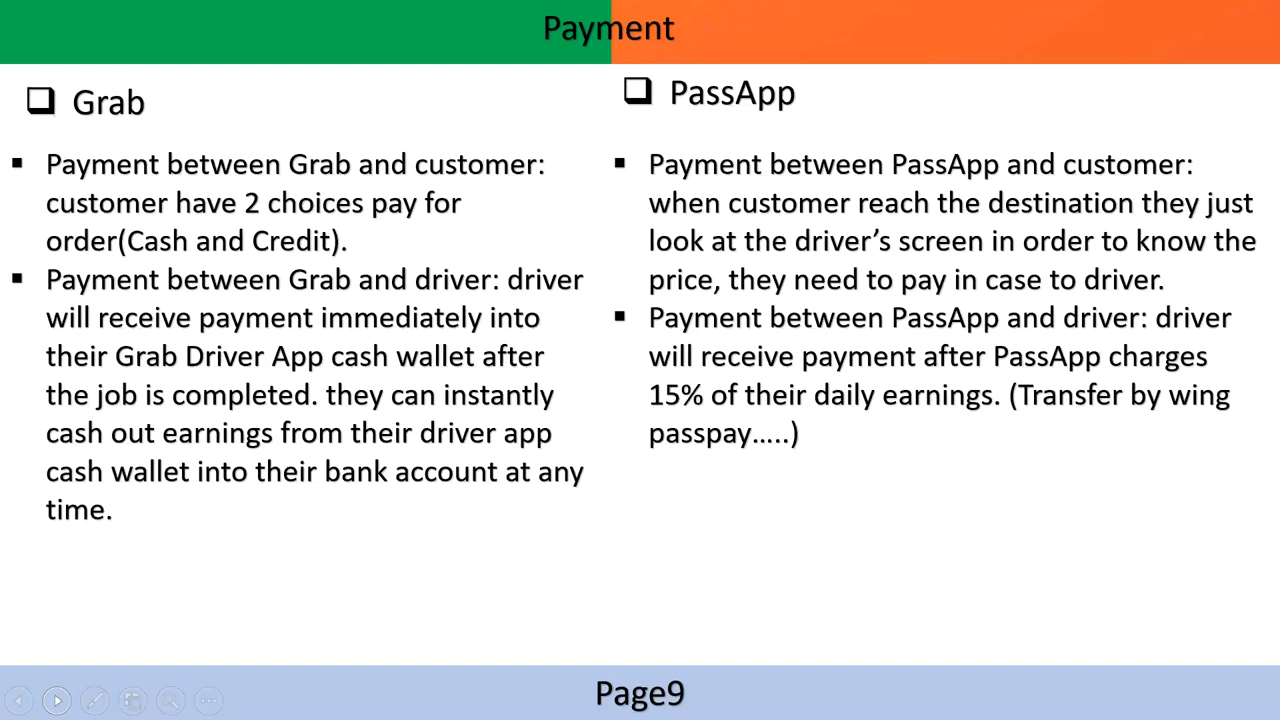 Payment
Grab
Payment between Grab and customer:
customer have 2 choices pay for
order(Cash and Credit).
Payment between Grab and driver: driver
will receive payment immediately into
their Grab Driver App cash wallet after
the job is completed. they can instantly
cash out earnings from their driver app
cash wallet into their bank account at any
time.
PassApp
Payment between PassApp and customer:
when customer reach the destination they just
look at the driver’s screen in order to know the
price, they need to pay in case to driver.
Payment between PassApp and driver: driver
will receive payment after PassApp charges
15% of their daily earnings. (Transfer by wing
passpay…..)
Page9